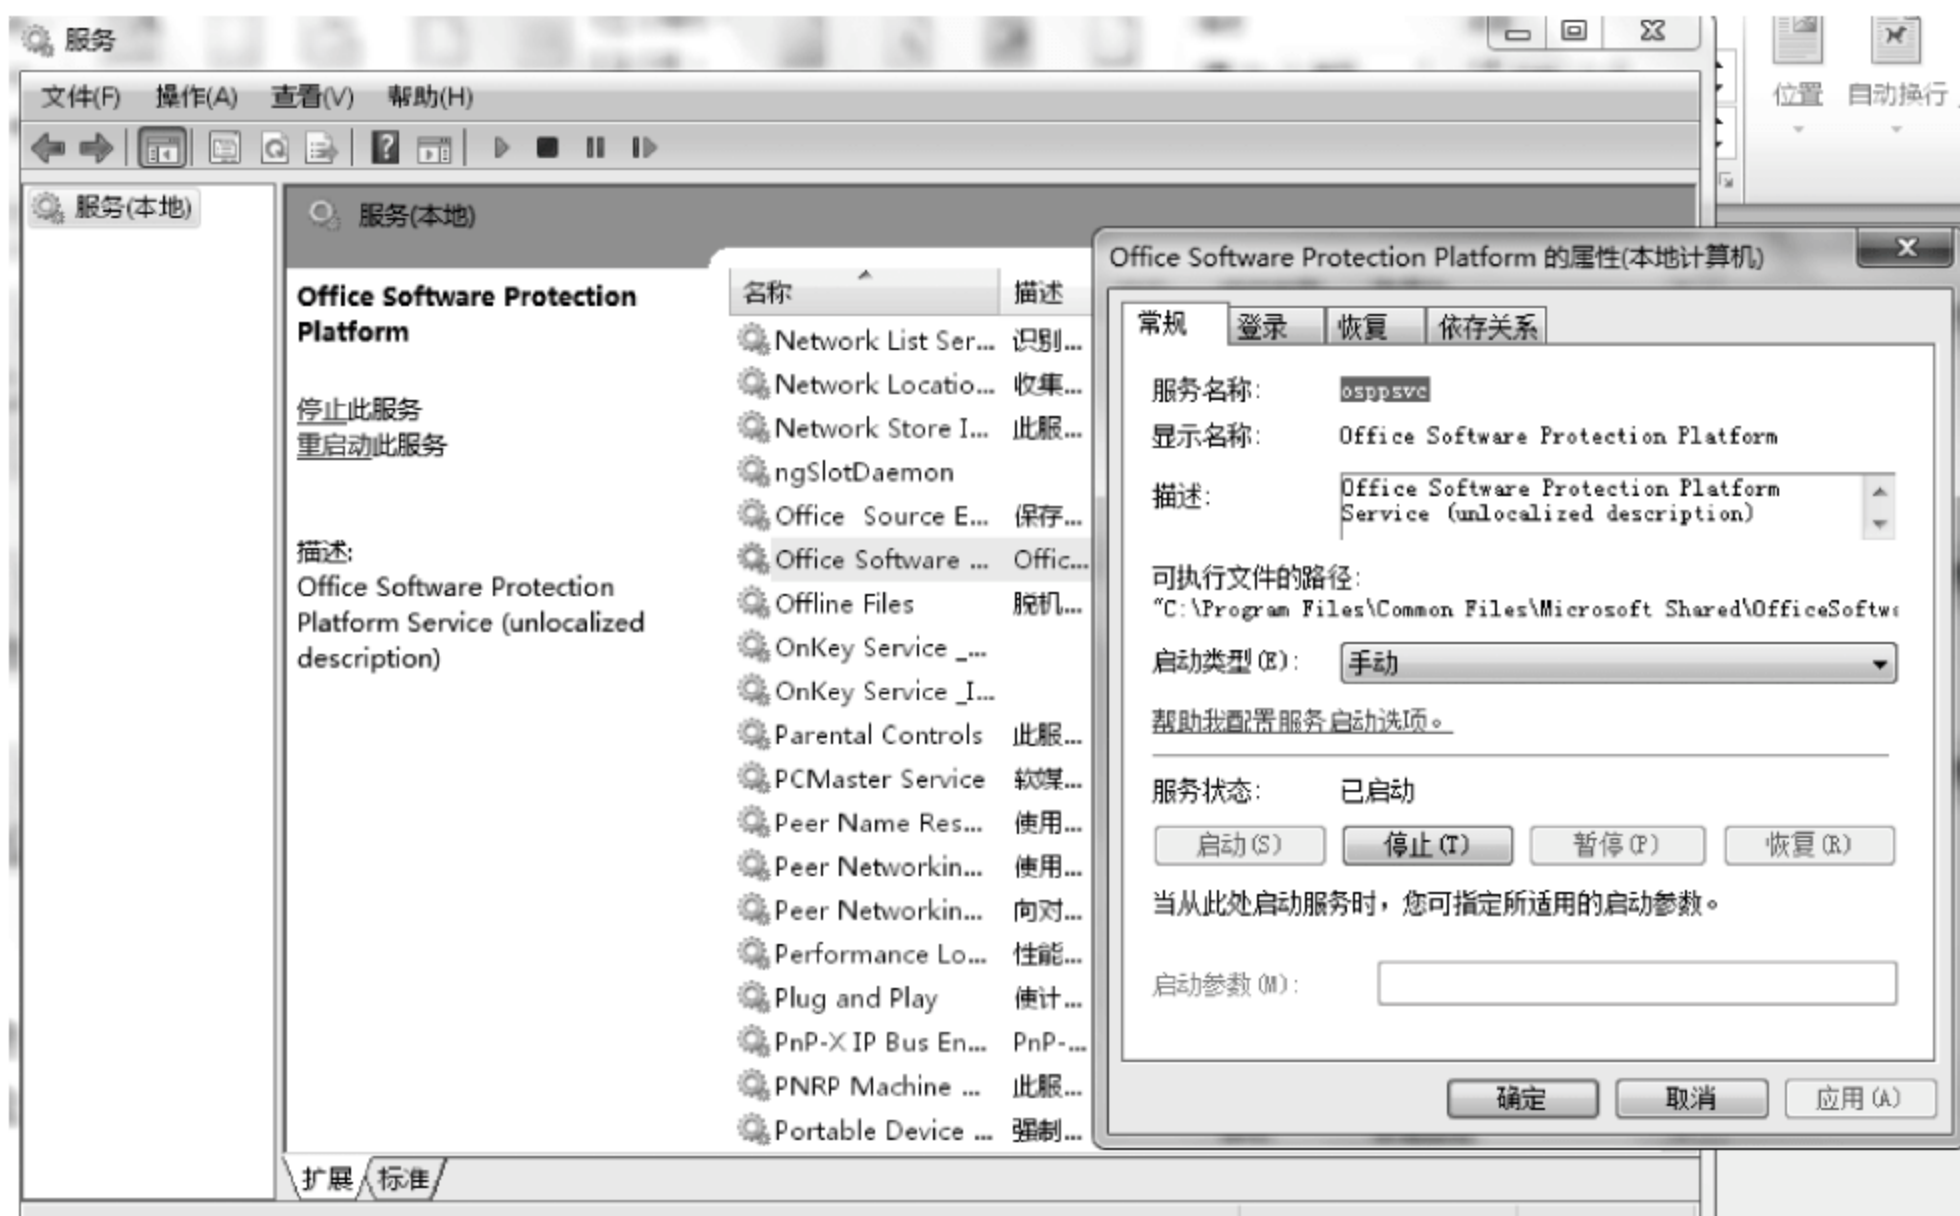 服务
文件(F) 操作(A) 查看(V) 帮助(H)
位置 自动换行
服务(本地)
服务(本地)
Office Software Protection
Platform
停止此服务
重启动此服务
描述:
Office Software Protection
Platform Service (unlocalized
description)
名称 描述
Network List Ser... 识别...
Network Locatio... 收集...
Network Store I... 此服...
ngSlotDaemon
Office Source E... 保存...
Office Software ... Offic...
Offline Files 脱机...
OnKey Service _...
OnKey Service _I...
Parental Controls 此服...
PCMaster Service 软媒...
Peer Name Res... 使用...
Peer Networkin... 使用...
Peer Networkin... 向对...
Performance Lo... 性能...
Plug and Play 使计...
PnP-X IP Bus En... PnP-...
PNRP Machine ... 此服...
Portable Device ... 强制...
扩展 标准
Office Software Protection Platform 的属性(本地计算机)
常规 登录 恢复 依存关系
服务名称: osppsvc
显示名称: Office Software Protection Platform
描述: Office Software Protection Platform
Service (unlocalized description)
可执行文件的路径:
"C:\Program Files\Common Files\Microsoft Shared\OfficeSoftwa
启动类型(E): 手动
帮助我配置服务启动选项。
服务状态: 已启动
启动(S) 停止(T) 暂停(P) 恢复(R)
当从此处启动服务时，您可指定所适用的启动参数。
启动参数(M):
确定 取消 应用(A)